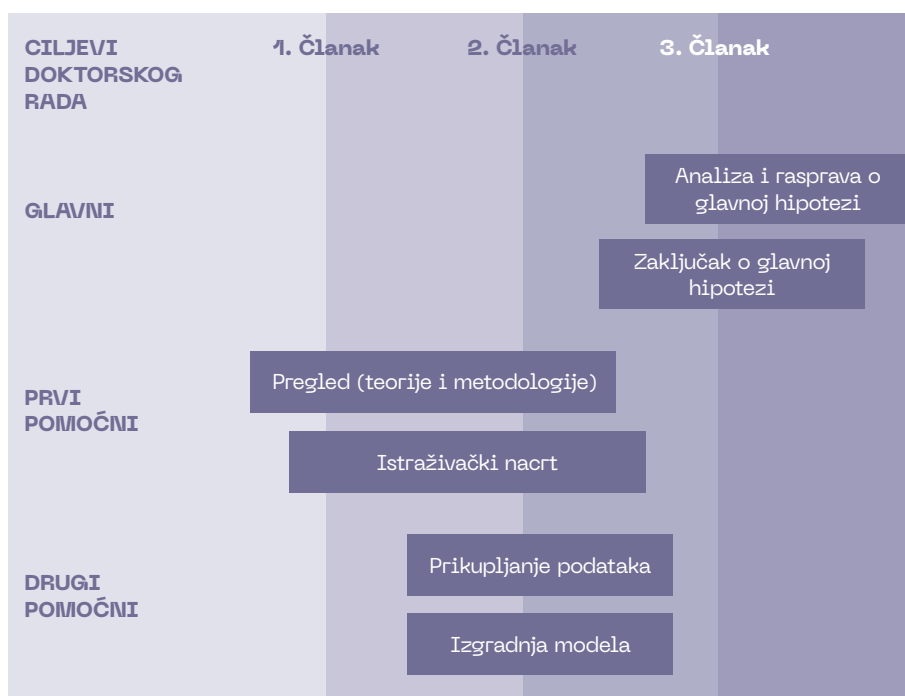 CILJEVI
DOKTORSKOG
RADA
1. Članak
2. Članak
3. Članak
GLAVNI
Analiza i rasprava o
glavnoj hipotezi
Zaključak o glavnoj
hipotezi
PRVI
POMOĆNI
Pregled (teorije i metodologije)
Istraživački nacrt
DRUGI
POMOĆNI
Prikupljanje podataka
Izgradnja modela